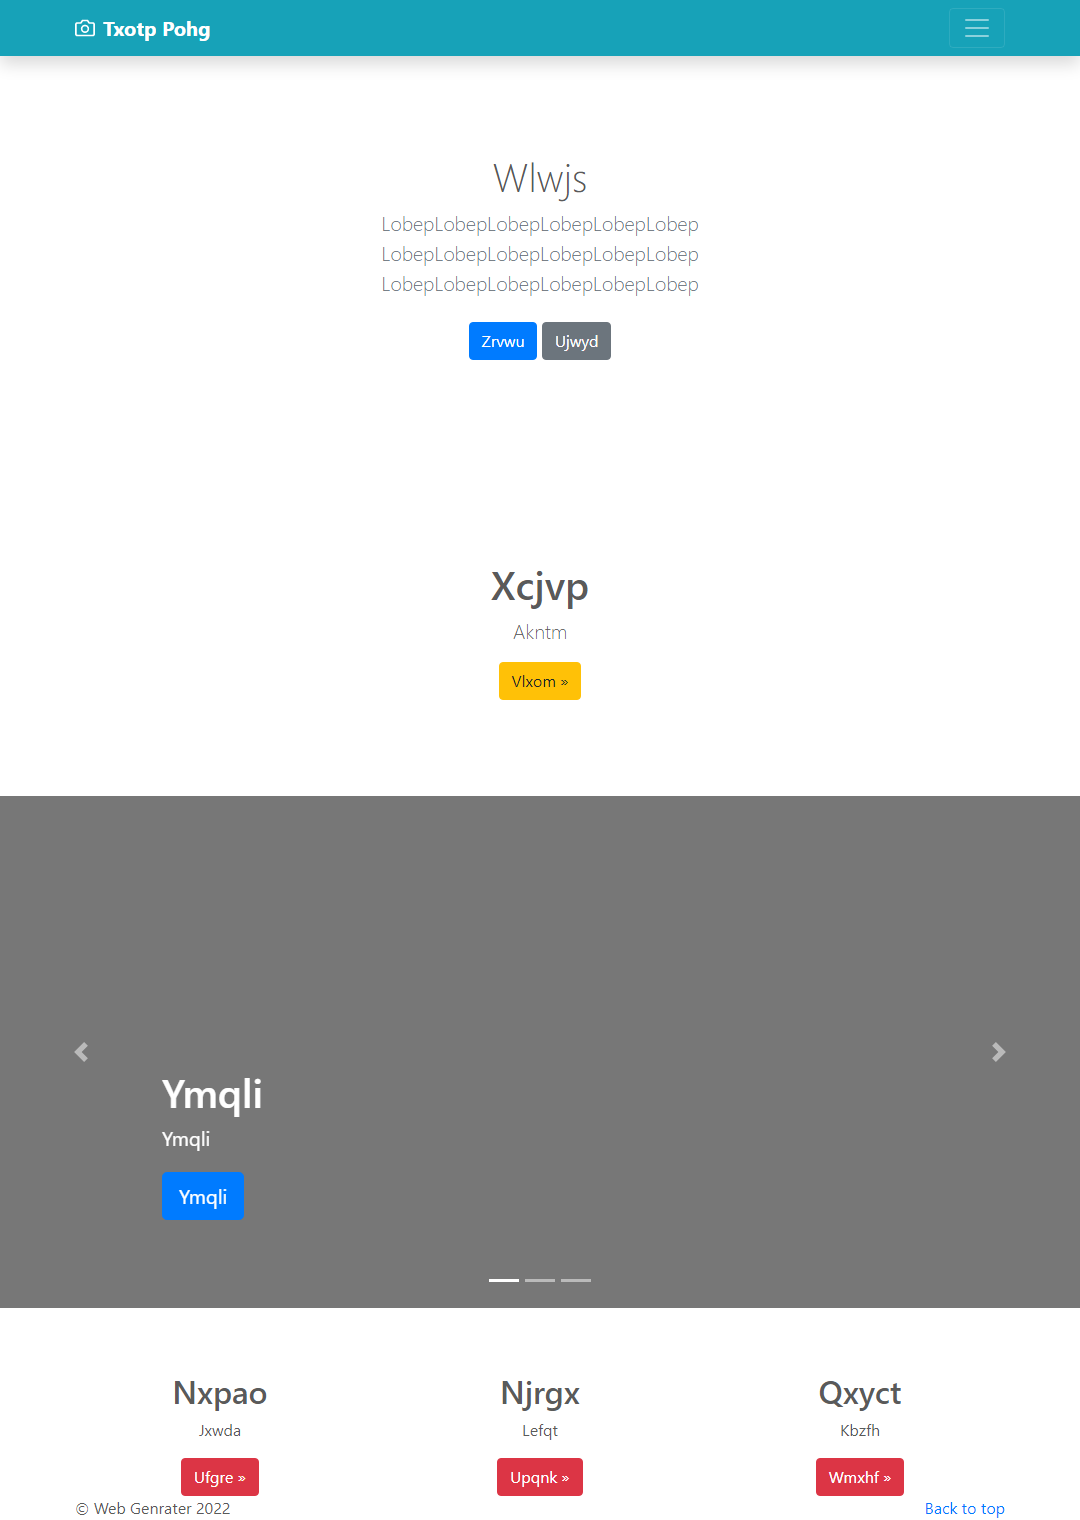 Txotp Pohg
Wlwjs
LobepLobepLobepLobepLobepLobep
LobepLobepLobepLobepLobepLobep
LobepLobepLobepLobepLobepLobep
Zrvwu Ujwyd
Xcjvp
Akntm
Vlxom »
Ymqli
Ymqli
Ymqli
Nxpao Njrgx Qxyct
Jxwda Lefqt Kbzfh
Ufgre » Upqnk » Wmxhf »
© Web Genrater 2022 Back to top